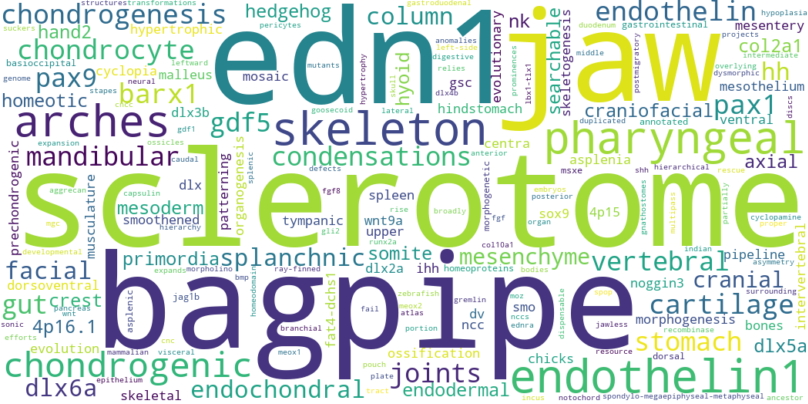 structures transformations
gastroduodenal
chondrogenesis
hedgehog
column
edn1
jaw
endothelin
hypoplasia
suckers
hypertrophic
pericytes
left-side
nk
mesentery
hand2
chondrocyte
anomalies
mutants
digestive
reelin
evolutionary
searchable
skeletogenesis
duodenum
gastrointestinal
projects
cyclopia
malleus
mosaic
hyoid
skull
prominences
middle
postmigratory
col2a1
intermediate
overlying
dysmorphic
basioccipital
leftward
pax9
barx1
genome
neural
stapes
cncc
hypertrophy
gsc
lbx1-tlx1
dlx4b
hh
mesothelium
homeotic
dlx3b
gdf5
goosecoid
lateral
hindstomach
craniofacial
pax1
discs
expansion
ossicles
gdf1
arches
skeleton
centra
duplicated
annotated
ventral
pharyngeal
mandibular
condensations
anterior
asplenia
hierarchical
axial
prechondrogenic
caudal
splenic
defects
morphogenetic
msxe
shh
rescue
sclerotome
aggrecan
dlx
capsulin
patterning
organogenesis
fgf8
spleen
wnt9a
rise
embryos
posterior
gnathostomes
multipass
cyclopamine
partially
mesoderm
musculature
smoothened
hierarchy
tympanic
upper
gli2
broadly
fgf
organ
sox9
4p15
mgc
developmental
primordia
splanchnic
somite
runx2a
col10a1
mesenchyme
indian
vertebral
pipeline
asymmetry
proper
intervertebral
facial
dorsoventral
expands
morpholino
ray-finned
dlx2a
ihh
homeoproteins
bodies
noggin3
cranial
surrounding
gut
crest
sonic
pancreas
wnt
asplenic
bmp
jag1b
homeodomain
fat4-dchs1
meox2
zebrafish
gremlin
moz
smo
dispensable
cartilage
4p16.1
bagpipe
fail
atlas
dv
ncc
nccs
ednra
jawless
morphogenesis
recombinase
efforts
evolution
cnc
mammalian
visceral
branchial
portion
ossification
chicks
resource
stomach
bones
dorsal
dlx5a
chondrogenic
epithelium
meox1
pouch
plate
tract
joints
endodermal
endothelin1
dlx6a
skeletal
endochondral
locus
notochord
spondylo-megaepiphyseal-metaphyseal
ancestor